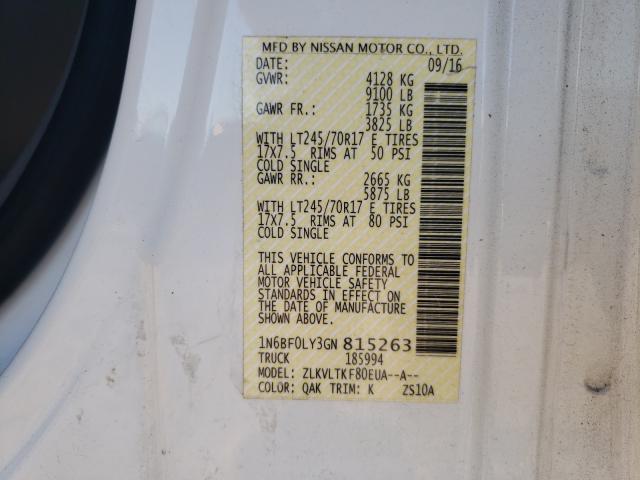 MFD BY NISSAN MOTOR CO., LTD.
DATE: 09/16
GVWR: 4128 KG
9100 LB
GAWR FR.: 1735 KG
3825 LB
WITH LT245/70R17 E TIRES
17X7.5 RIMS AT 50 PSI
COLD SINGLE
GAWR RR.: 2665 KG
5875 LB
WITH LT245/70R17 E TIRES
17X7.5 RIMS AT 80 PSI
COLD SINGLE
THIS VEHICLE CONFORMS TO
ALL APPLICABLE FEDERAL
MOTOR VEHICLE SAFETY
STANDARDS IN EFFECT ON
THE DATE OF MANUFACTURE
SHOWN ABOVE.
1N6BF0LY3GN 815263
TRUCK 185994
MODEL: ZLKVLTKF80EUA--A--
COLOR: QAK TRIM: K ZS10A